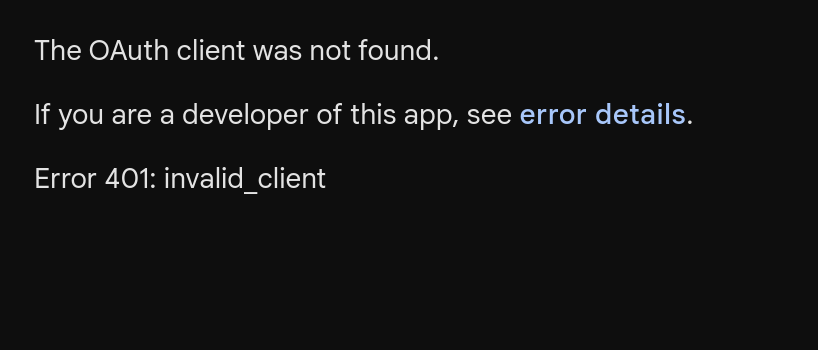 The OAuth client was not found.
If you are a developer of this app, see error details.
Error 401: invalid_client